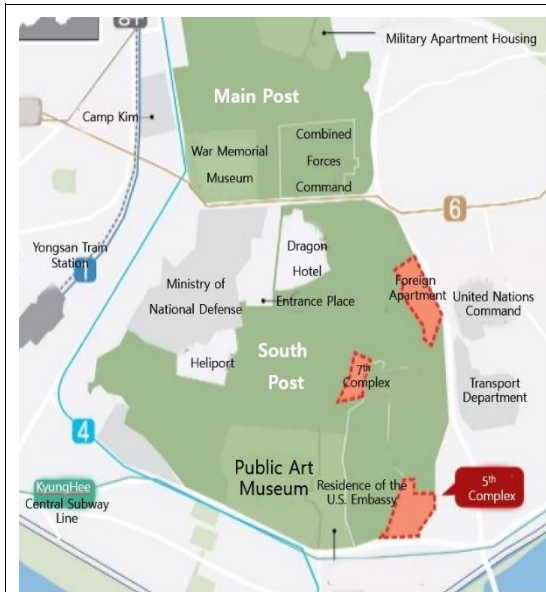 Military Apartment Housing
Main Post
Camp Kim
War Memorial
Museum
Combined
Forces
Command
6
Yongsan Train
Station
1
Dragon
Hotel
Ministry of
National Defense
Entrance Place
Foreign
Apartment
United Nations
Command
Heliport
South
Post
7th
Complex
Transport
Department
4
Public Art
Museum
Residence of the
U.S. Embassy
5th
Complex
KyungHee
Central Subway
Line